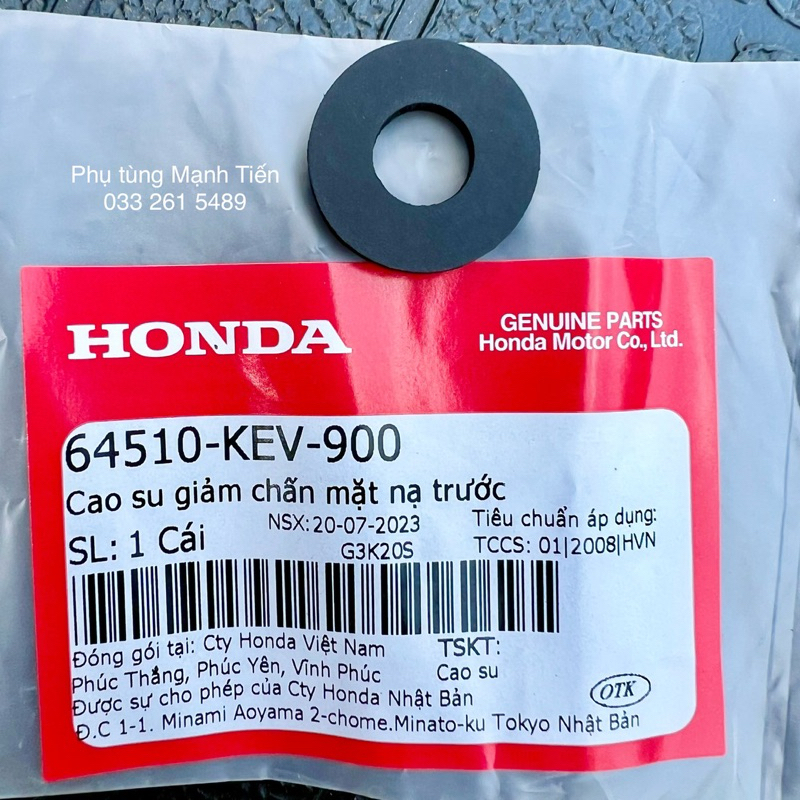 Phụ tùng Mạnh Tiến
033 261 5489
HONDA
GENUINE PARTS
Honda Motor Co., Ltd.
64510-KEV-900
Cao su giảm chấn mặt nạ trước
NSX:20-07-2023
Tiêu chuẩn áp dụng:
SL: 1 Cái
G3K20S
TCCS: 01|2008|HVN
Đóng gói tại: Cty Honda Việt Nam
TSKT:
Phúc Thắng, Phúc Yên, Vĩnh Phúc
Cao su
Được sự cho phép của Cty Honda Nhật Bản
OTK
Đ.C 1-1. Minami Aoyama 2-chome.Minato-ku Tokyo Nhật Bản